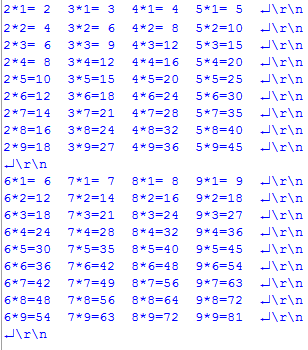 2*1= 2  3*1= 3  4*1= 4  5*1= 5  ↵\r\n
2*2= 4  3*2= 6  4*2= 8  5*2=10  ↵\r\n
2*3= 6  3*3= 9  4*3=12  5*3=15  ↵\r\n
2*4= 8  3*4=12  4*4=16  5*4=20  ↵\r\n
2*5=10  3*5=15  4*5=20  5*5=25  ↵\r\n
2*6=12  3*6=18  4*6=24  5*6=30  ↵\r\n
2*7=14  3*7=21  4*7=28  5*7=35  ↵\r\n
2*8=16  3*8=24  4*8=32  5*8=40  ↵\r\n
2*9=18  3*9=27  4*9=36  5*9=45  ↵\r\n
↵\r\n
6*1= 6  7*1= 7  8*1= 8  9*1= 9  ↵\r\n
6*2=12  7*2=14  8*2=16  9*2=18  ↵\r\n
6*3=18  7*3=21  8*3=24  9*3=27  ↵\r\n
6*4=24  7*4=28  8*4=32  9*4=36  ↵\r\n
6*5=30  7*5=35  8*5=40  9*5=45  ↵\r\n
6*6=36  7*6=42  8*6=48  9*6=54  ↵\r\n
6*7=42  7*7=49  8*7=56  9*7=63  ↵\r\n
6*8=48  7*8=56  8*8=64  9*8=72  ↵\r\n
6*9=54  7*9=63  8*9=72  9*9=81  ↵\r\n
↵\r\n